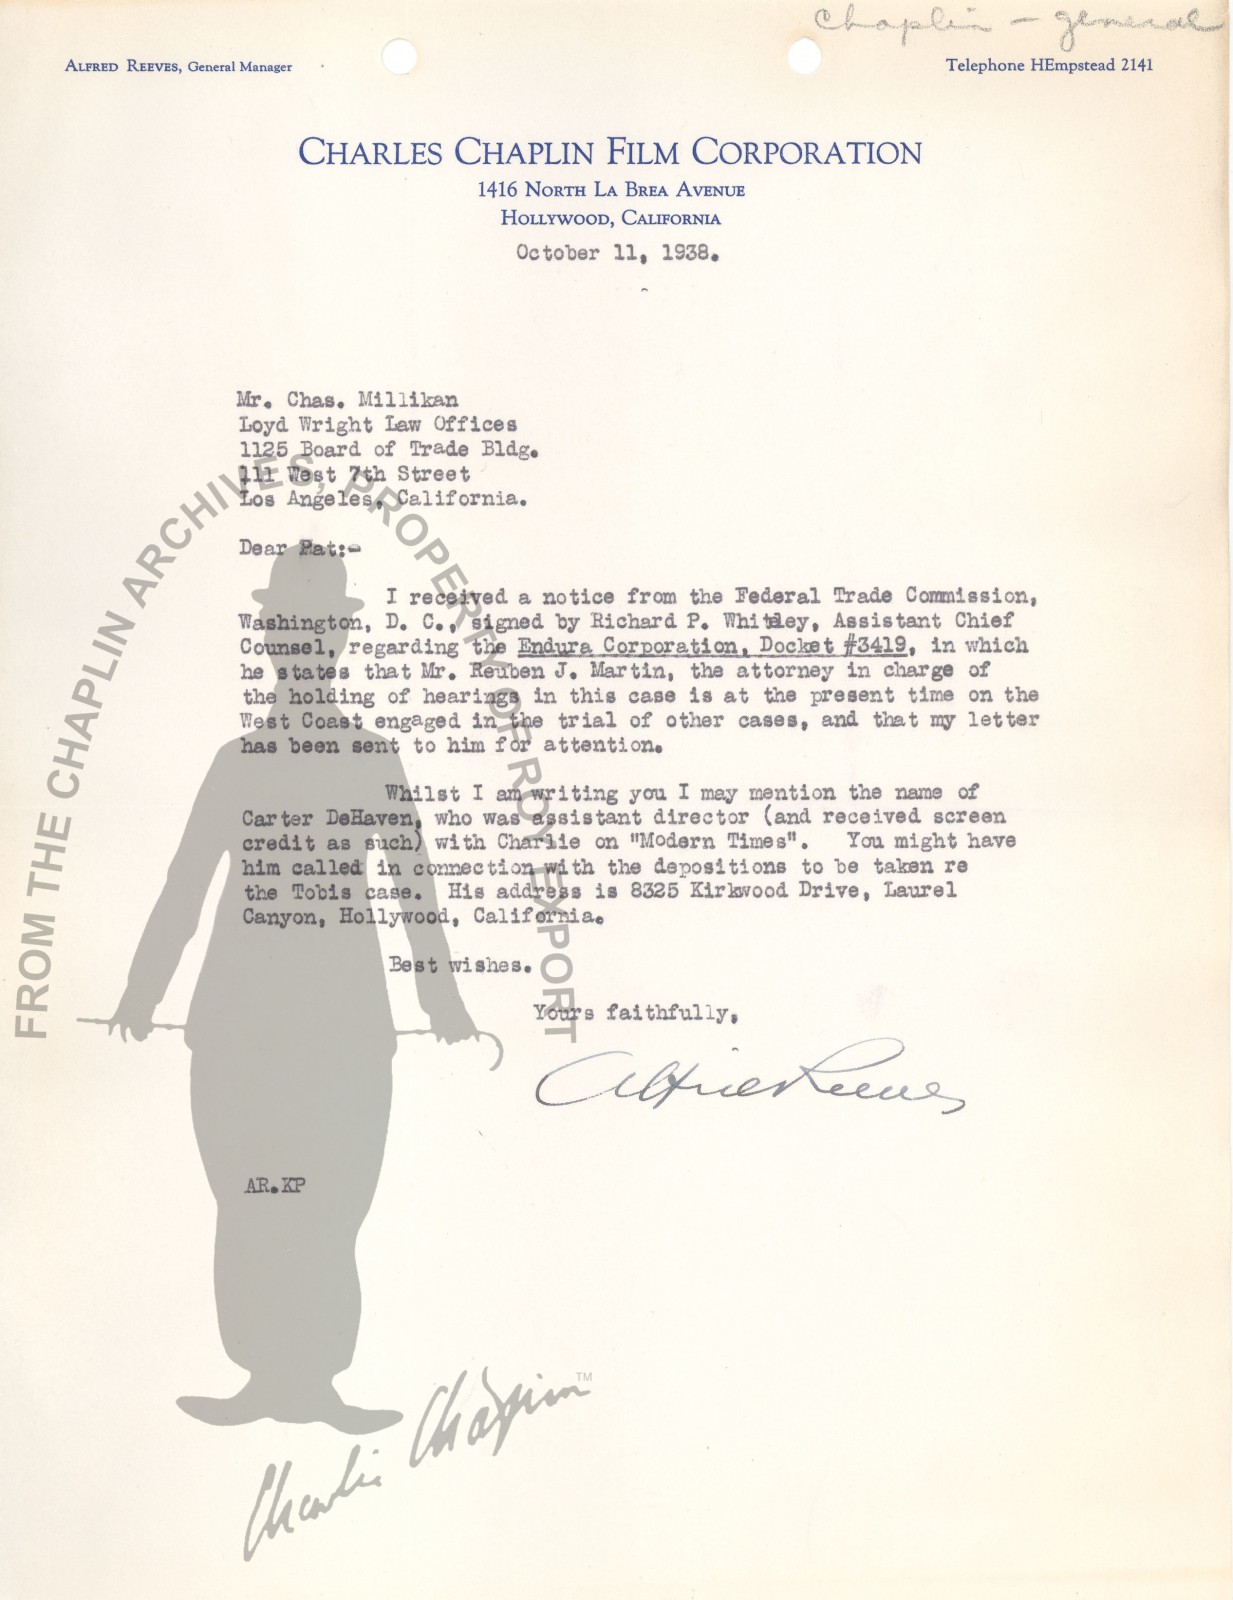 Chaplin - general
ALFRED REEVES, General Manager
Telephone HEmpstead 2141
CHARLES CHAPLIN FILM CORPORATION
1416 NORTH LA BREA AVENUE
HOLLYWOOD, CALIFORNIA
October 11, 1938.
Mr. Chas. Millikan
Loyd Wright Law Offices
1125 Board of Trade Bldg.
111 West 7th Street
Los Angeles, California.
Dear Pat:-
I received a notice from the Federal Trade Commission,
Washington, D. C., signed by Richard P. Whitley, Assistant Chief
Counsel, regarding the Endura Corporation, Docket #3419, in which
he states that Mr. Reuben J. Martin, the attorney in charge of
the holding of hearings in this case is at the present time on the
West Coast engaged in the trial of other cases, and that my letter
has been sent to him for attention.
Whilst I am writing you I may mention the name of
Carter DeHaven, who was assistant director (and received screen
credit as such) with Charlie on "Modern Times". You might have
him called in connection with the depositions to be taken re
the Tobis case. His address is 8325 Kirkwood Drive, Laurel
Canyon, Hollywood, California.
Best wishes.
Yours faithfully,
Alfred Reeves
AR.KP
FROM THE CHAPLIN ARCHIVES, PROPERTY OF ROY EXPORT
Charlie Chaplin ™